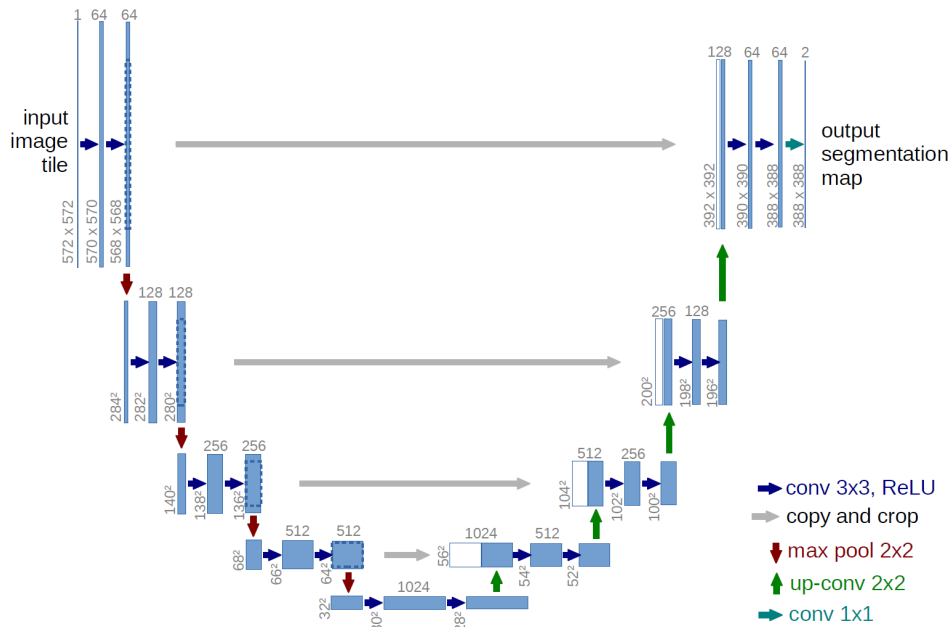 1 64 64
input
image
tile
572 x 572
570 x 570
568 x 568
128 64 64 2
output
segmentation
map
392 x 392
390 x 390
388 x 388
388 x 388
128 128
284²
282²
280²
256 128
200²
198²
196²
256 256
140²
138²
136²
512 256
104²
102²
100²
512 512
68²
66²
64²
1024 512
56²
54²
52²
1024
32²
30²
28²
conv 3x3, ReLU
copy and crop
max pool 2x2
up-conv 2x2
conv 1x1